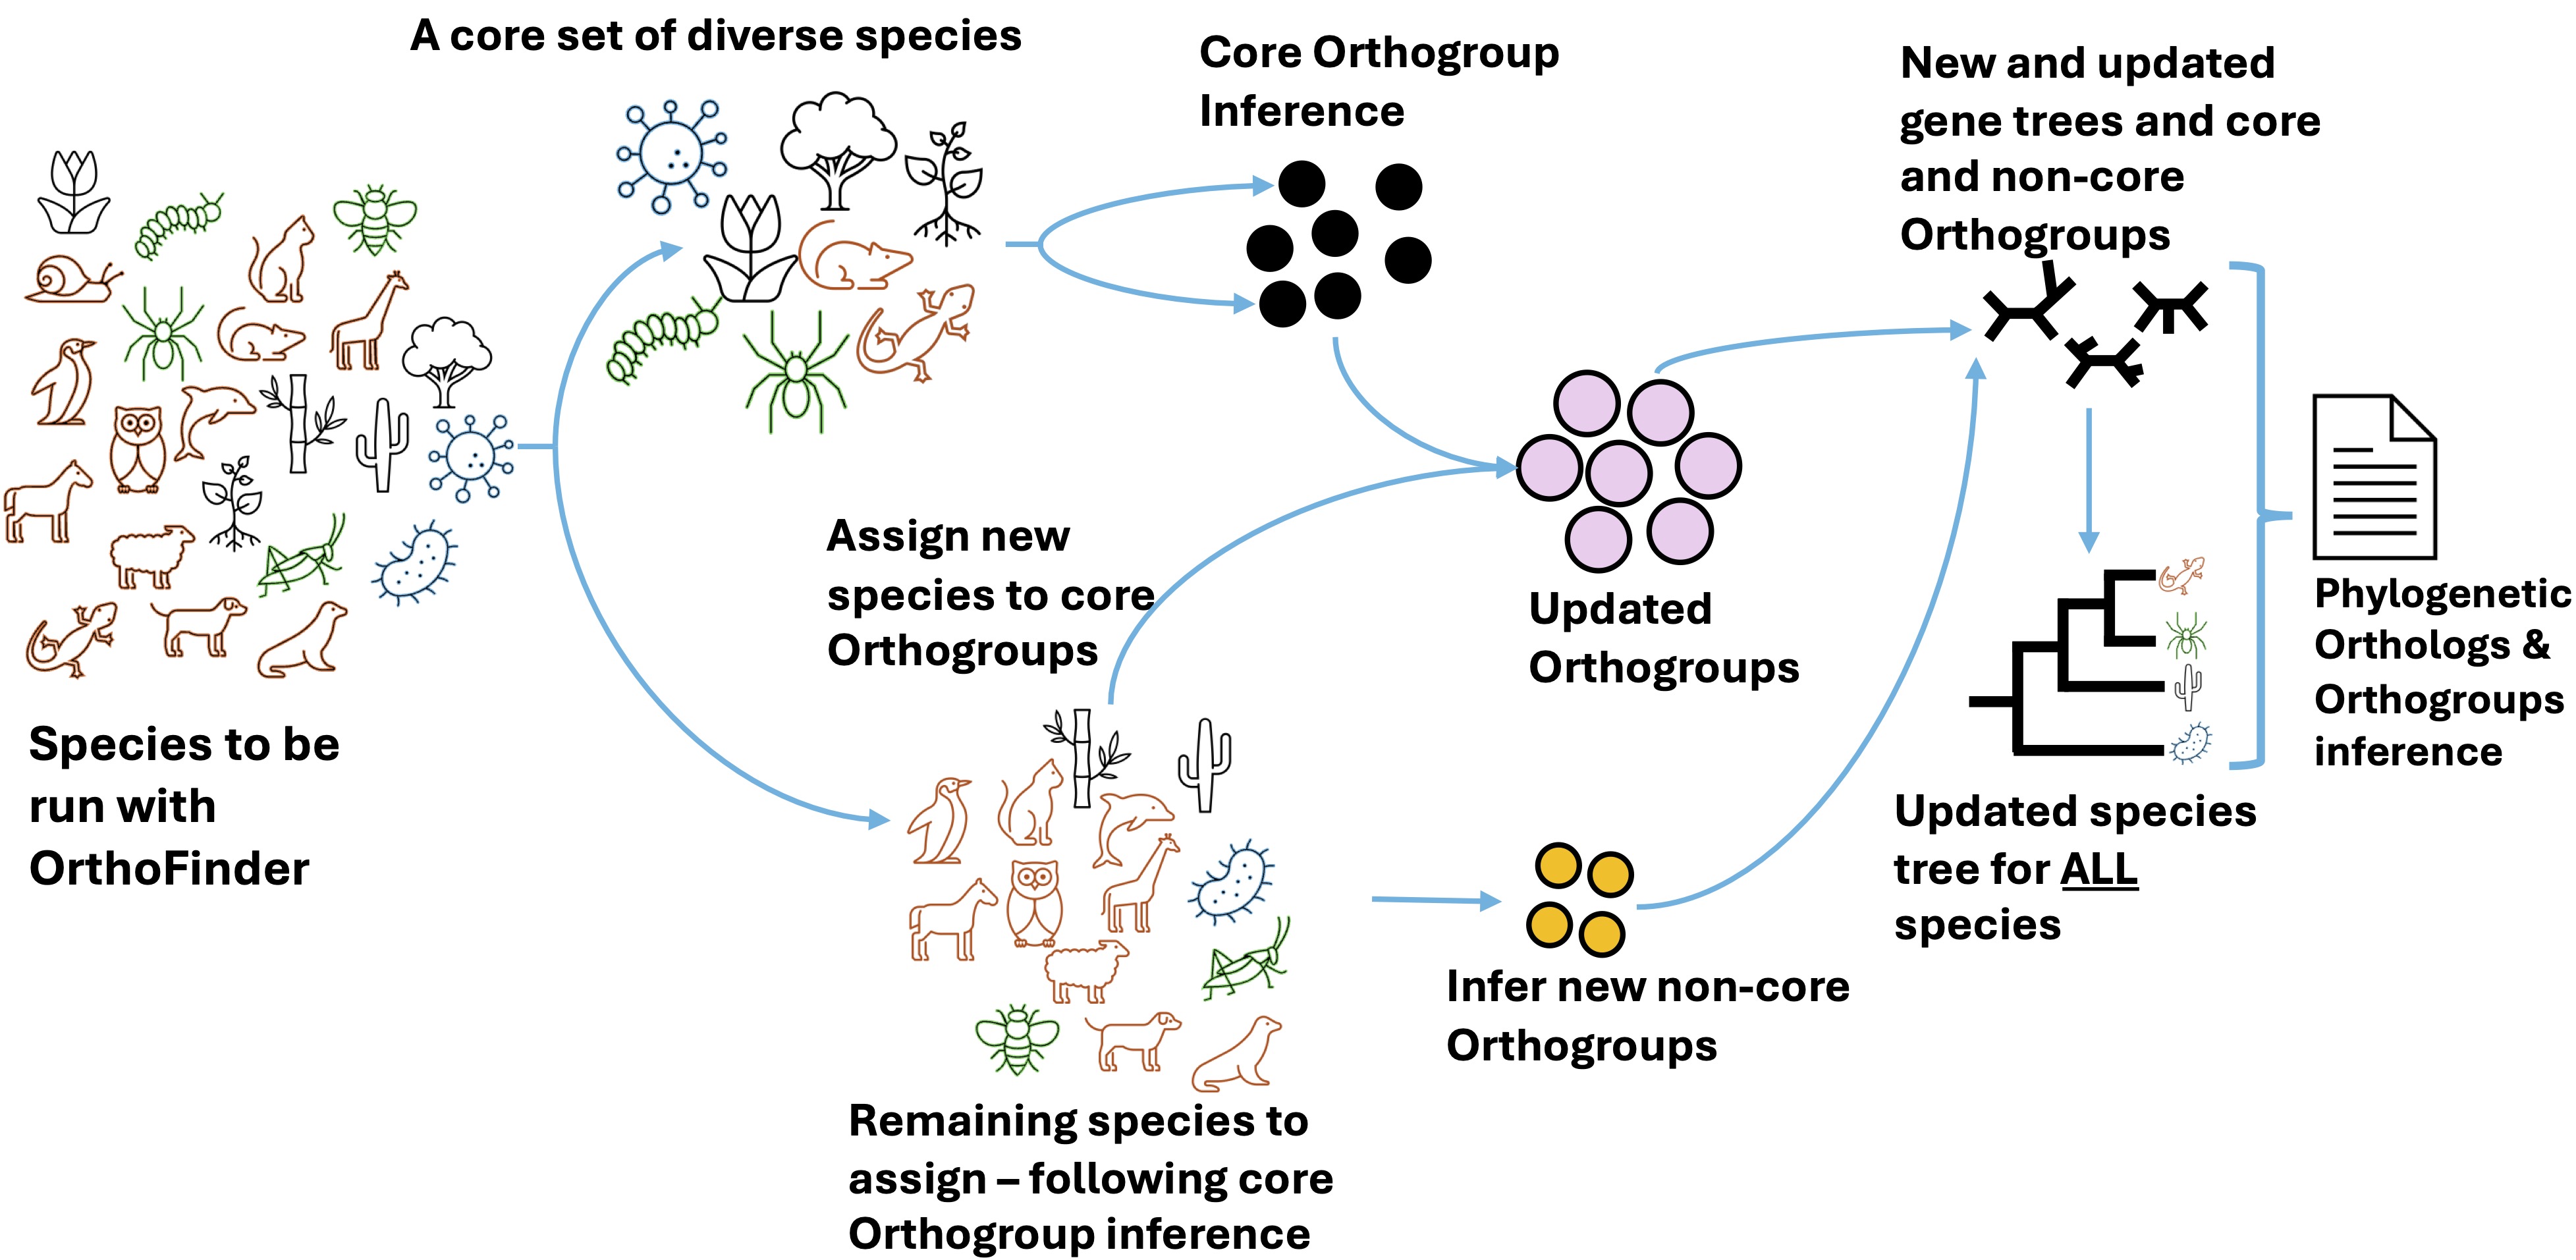 A core set of diverse species
Core Orthogroup
Inference
New and updated
gene trees and core
and non-core
Orthogroups
Species to be
run with
OrthoFinder
Assign new
species to core
Orthogroups
Updated
Orthogroups
Phylogenetic
Orthologs &
Orthogroups
inference
Updated species
tree for ALL
species
Infer new non-core
Orthogroups
Remaining species to
assign – following core
Orthogroup inference